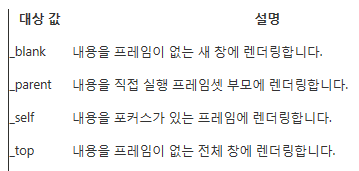 대상 값 설명
_blank 내용을 프레임이 없는 새 창에 렌더링합니다.
_parent 내용을 직접 실행 프레임셋 부모에 렌더링합니다.
_self 내용을 포커스가 있는 프레임에 렌더링합니다.
_top 내용을 프레임이 없는 전체 창에 렌더링합니다.